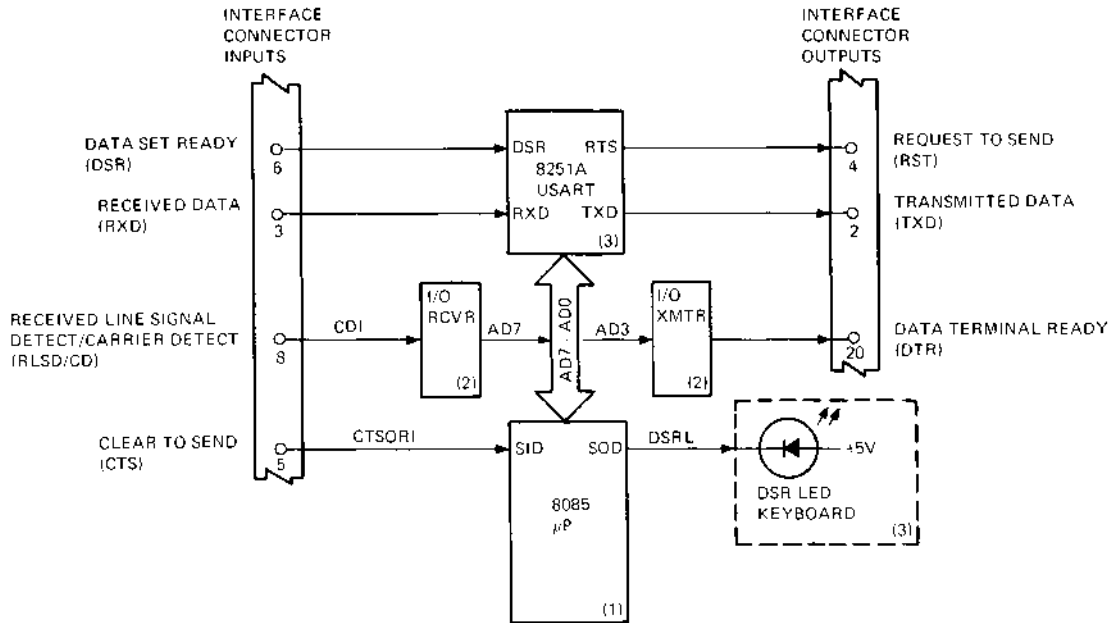 INTERFACE
CONNECTOR
INPUTS
INTERFACE
CONNECTOR
OUTPUTS
DATA SET READY
(DSR)
6
DSR RTS
8251A
USART
4
REQUEST TO SEND
(RST)
RECEIVED DATA
(RXD)
3
RXD TXD
(3)
2
TRANSMITTED DATA
(TXD)
RECEIVED LINE SIGNAL
DETECT/CARRIER DETECT
(RLSD/CD)
8
CDI
I/O
RCVR
(2)
AD7
AD7 - AD0
AD3
I/O
XMTR
(2)
20
DATA TERMINAL READY
(DTR)
CLEAR TO SEND
(CTS)
5
CTSORI
SID SOD
8085
µP
(1)
DSRL
+5V
DSR LED
KEYBOARD
(3)